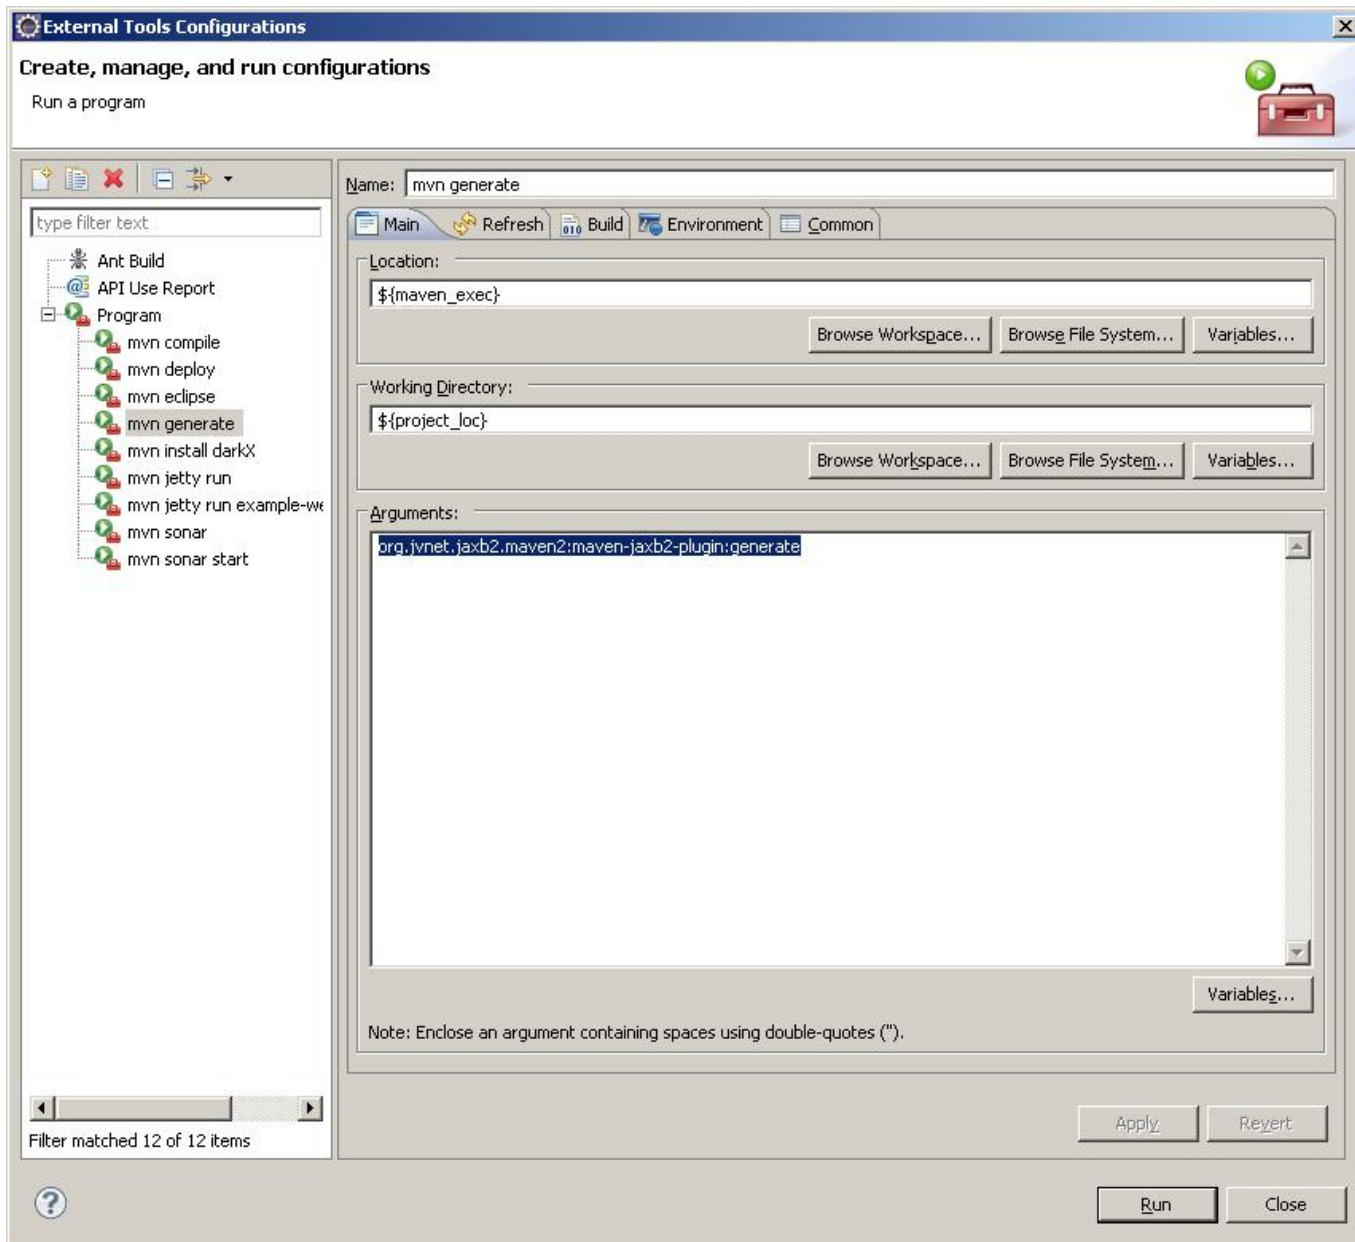 External Tools Configurations
Create, manage, and run configurations
Run a program
type filter text
Ant Build
API Use Report
Program
mvn compile
mvn deploy
mvn eclipse
mvn generate
mvn install darkX
mvn jetty run
mvn jetty run example-we
mvn sonar
mvn sonar start
Filter matched 12 of 12 items
Name: mvn generate
Main Refresh Build Environment Common
Location:
${maven_exec}
Browse Workspace... Browse File System... Variables...
Working Directory:
${project_loc}
Browse Workspace... Browse File System... Variables...
Arguments:
org.jvnet.jaxb2.maven2:maven-jaxb2-plugin:generate
Variables...
Note: Enclose an argument containing spaces using double-quotes (").
Apply Revert
Run Close